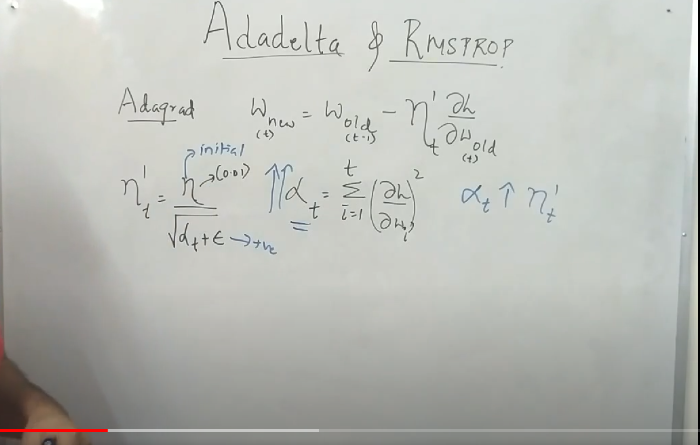 Adadelta & RMSPROP
Adagrad W_new (t) = W_old (t-1) - η'_t ∂L/∂W_old (t)
initial
η'_t = η/√(α_t + ε) → (0.01) → +ve ↑↑ α_t = Σ_{i=1}^{t} (∂L/∂w_i)² α_t ↑ η'_t